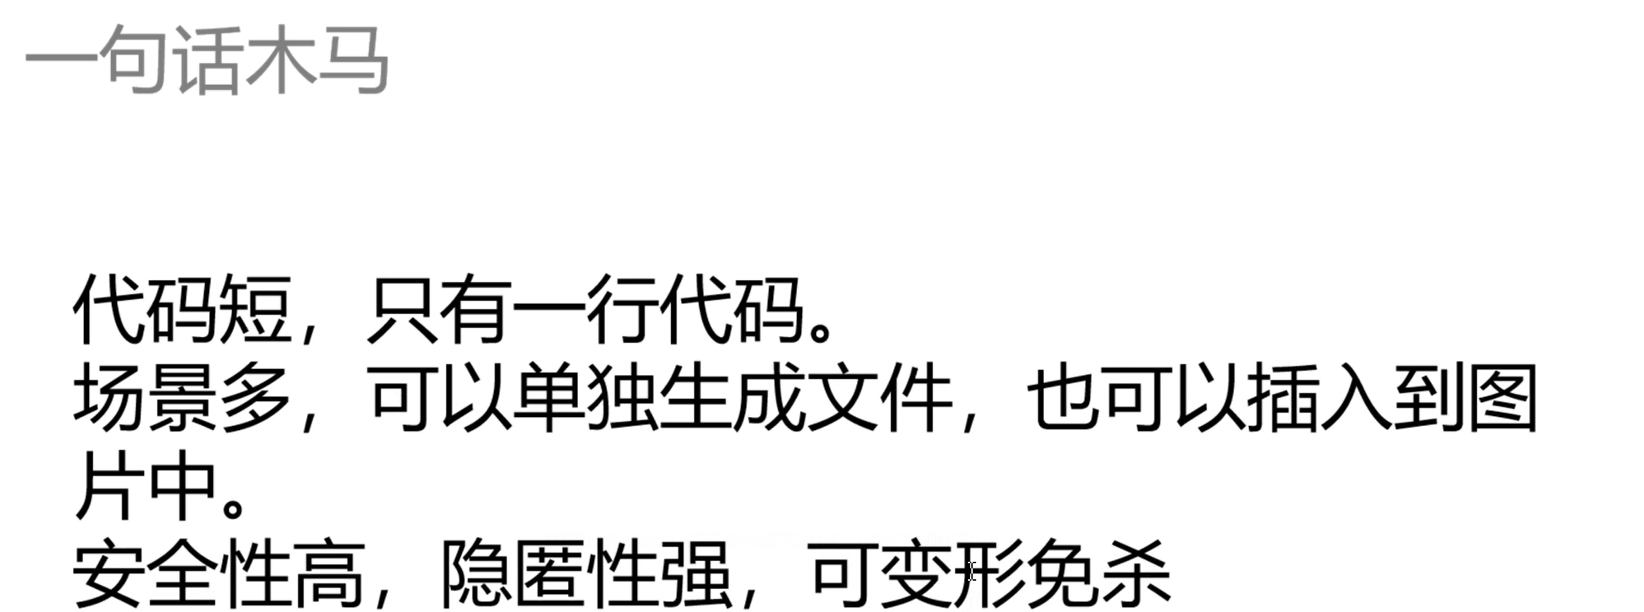 一句话木马
代码短，只有一行代码。
场景多，可以单独生成文件，也可以插入到图
片中。
安全性高，隐匿性强，可变形免杀